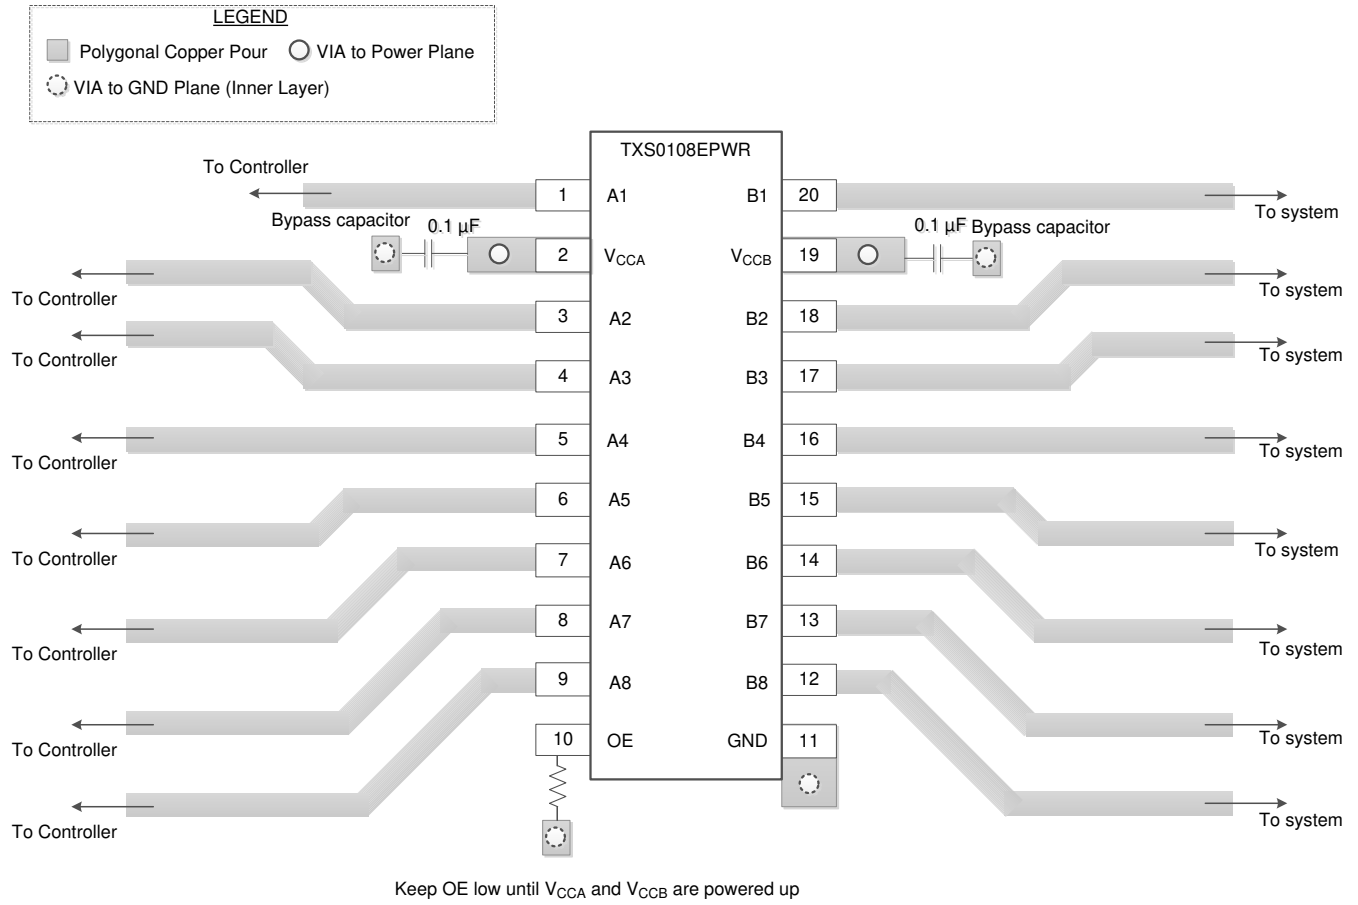 LEGEND
Polygonal Copper Pour
VIA to Power Plane
VIA to GND Plane (Inner Layer)
TXS0108EPWR
To Controller
1
A1
B1
20
To system
Bypass capacitor
0.1 µF
2
VCCA
VCCB
19
0.1 µF
Bypass capacitor
To Controller
3
A2
B2
18
To system
To Controller
4
A3
B3
17
To system
To Controller
5
A4
B4
16
To system
To Controller
6
A5
B5
15
To system
To Controller
7
A6
B6
14
To system
To Controller
8
A7
B7
13
To system
To Controller
9
A8
B8
12
To system
10
OE
GND
11
Keep OE low until VCCA and VCCB are powered up